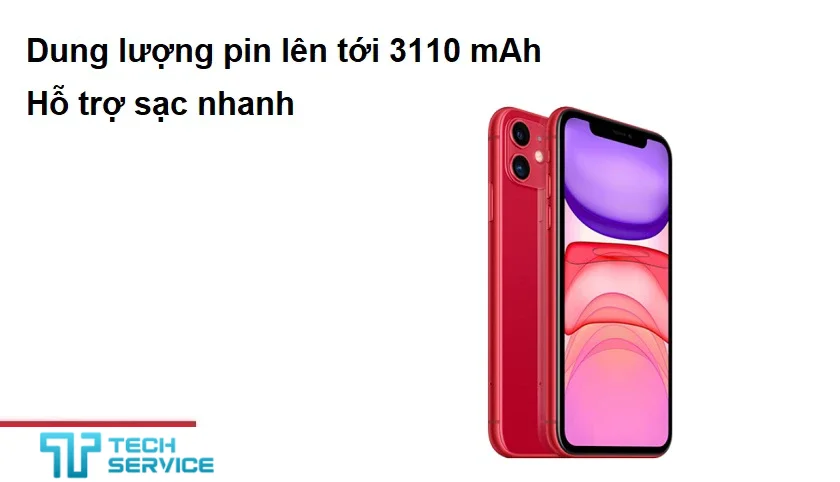 Dung lượng pin lên tới 3110 mAh
Hỗ trợ sạc nhanh
TECH
SERVICE